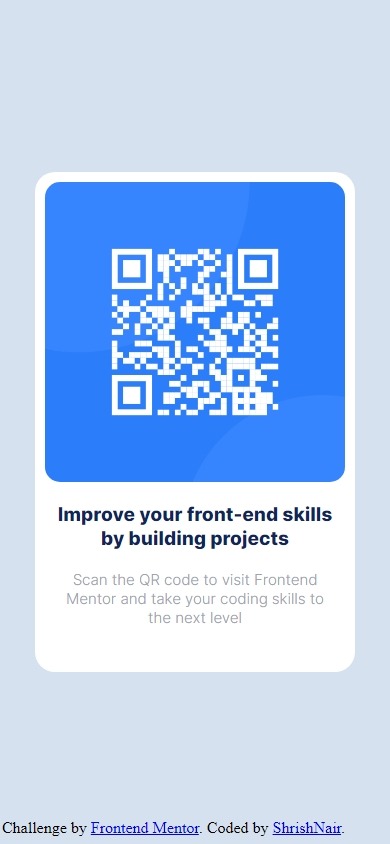 Improve your front-end skills
by building projects
Scan the QR code to visit Frontend
Mentor and take your coding skills to
the next level
Challenge by Frontend Mentor. Coded by ShrishNair.